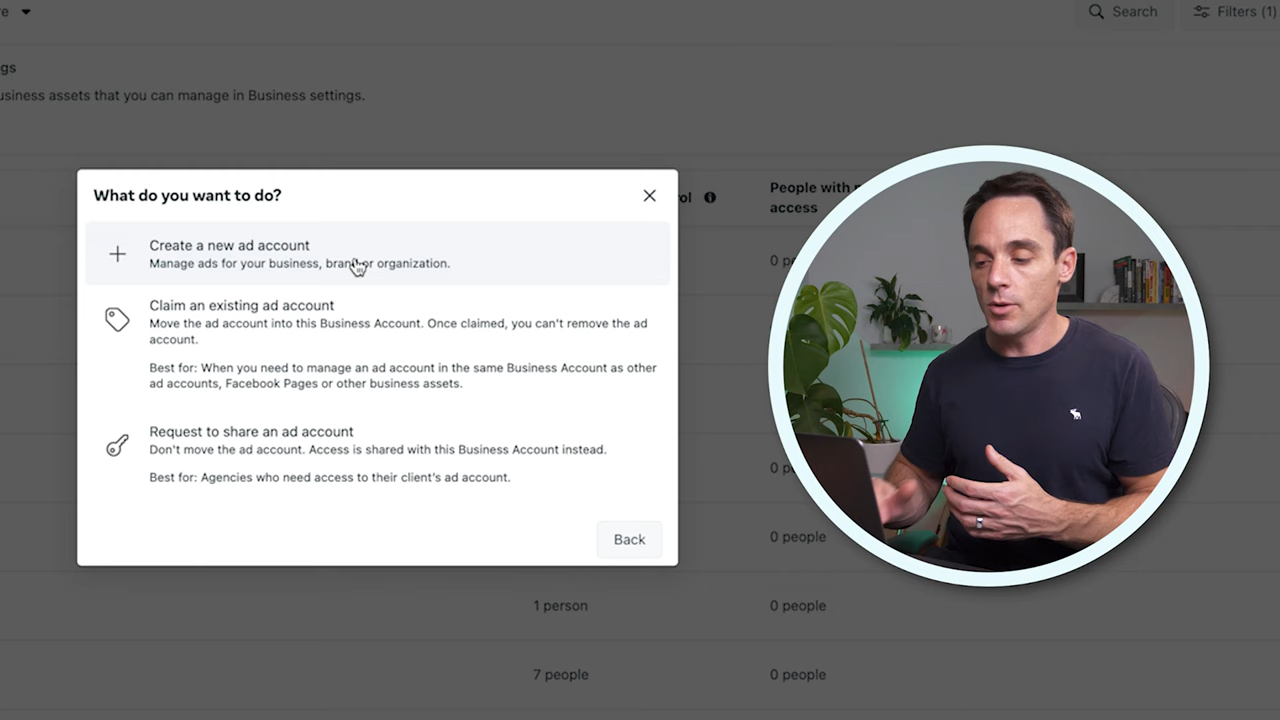 re
Search
Filters (1)
gs
usiness assets that you can manage in Business settings.
What do you want to do?
ol
People with
access
Create a new ad account
Manage ads for your business, brand or organization.
0
Claim an existing ad account
Move the ad account into this Business Account. Once claimed, you can't remove the ad
account.
Best for: When you need to manage an ad account in the same Business Account as other
ad accounts, Facebook Pages or other business assets.
Request to share an ad account
Don't move the ad account. Access is shared with this Business Account instead.
0
Best for: Agencies who need access to their client's ad account.
Back
0 people
1 person
0 people
7 people
0 people